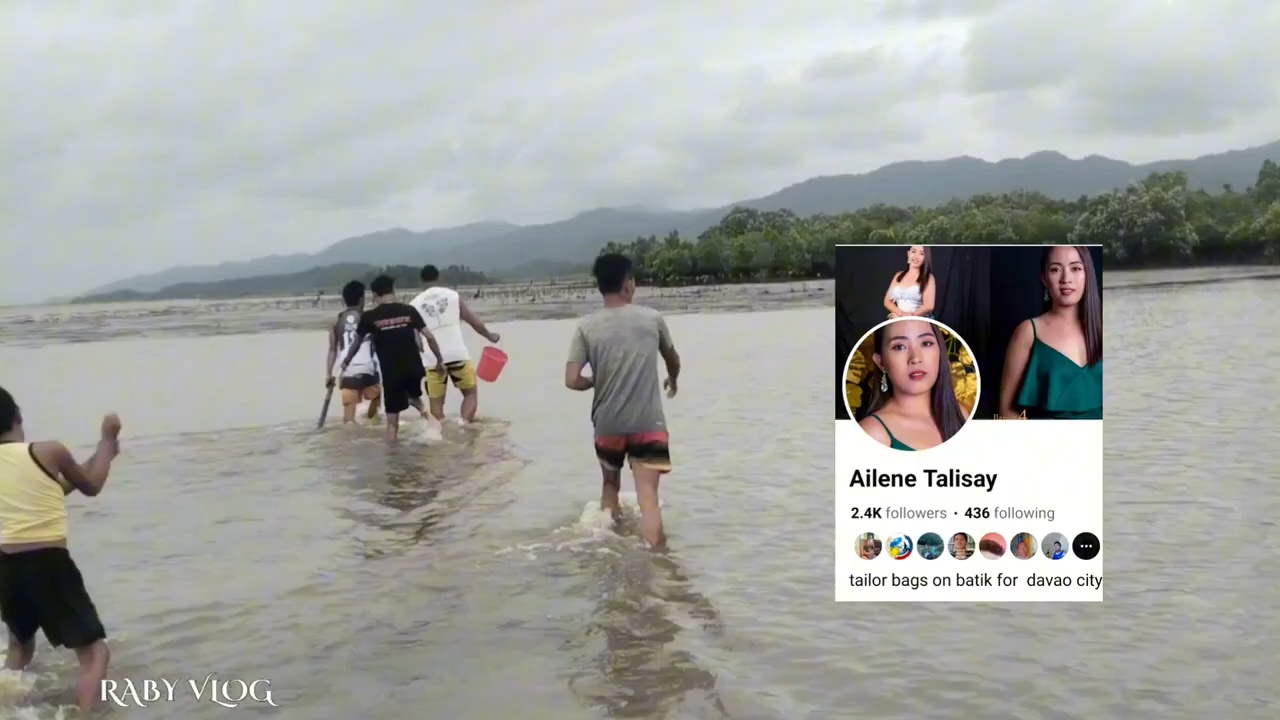 Ailene Talisay
2.4K followers · 436 following
tailor bags on batik for davao city
RABY VLOG